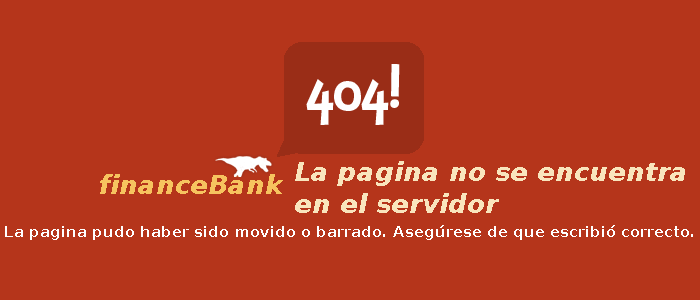 404!
financeBank
La pagina no se encuentra
en el servidor
La pagina pudo haber sido movido o barrado. Asegúrese de que escribió correcto.